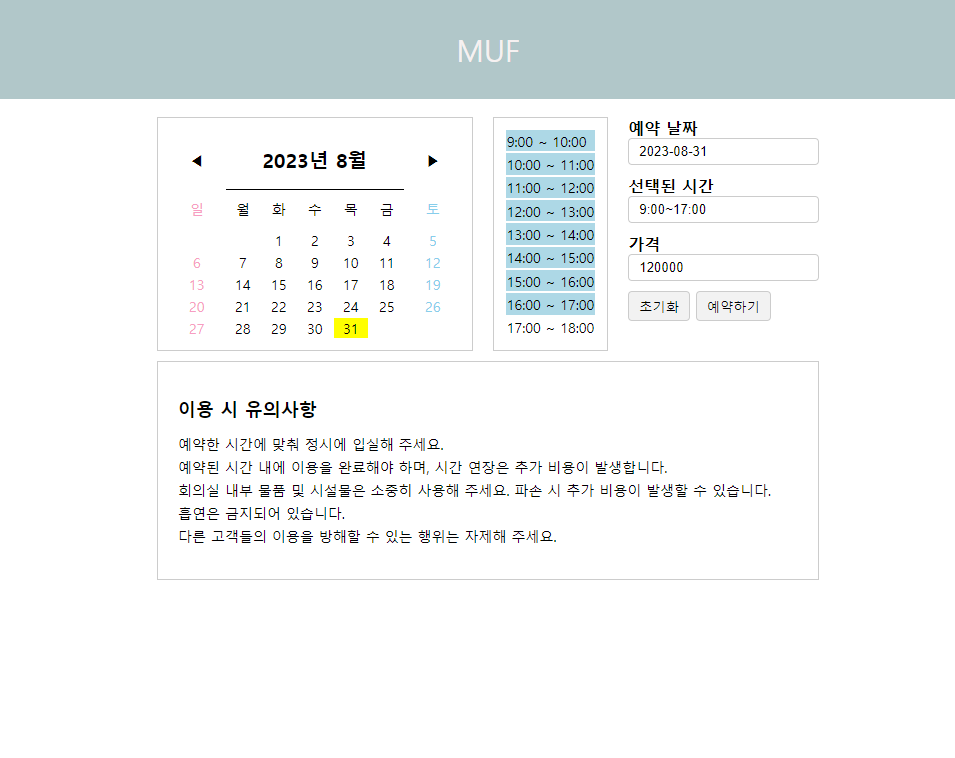 MUF
◀ 2023년 8월 ▶
일 월 화 수 목 금 토
1 2 3 4 5
6 7 8 9 10 11 12
13 14 15 16 17 18 19
20 21 22 23 24 25 26
27 28 29 30 31
9:00 ~ 10:00
10:00 ~ 11:00
11:00 ~ 12:00
12:00 ~ 13:00
13:00 ~ 14:00
14:00 ~ 15:00
15:00 ~ 16:00
16:00 ~ 17:00
17:00 ~ 18:00
예약 날짜
2023-08-31
선택된 시간
9:00~17:00
가격
120000
초기화 예약하기
이용 시 유의사항
예약한 시간에 맞춰 정시에 입실해 주세요.
예약된 시간 내에 이용을 완료해야 하며, 시간 연장은 추가 비용이 발생합니다.
회의실 내부 물품 및 시설물은 소중히 사용해 주세요. 파손 시 추가 비용이 발생할 수 있습니다.
흡연은 금지되어 있습니다.
다른 고객들의 이용을 방해할 수 있는 행위는 자제해 주세요.